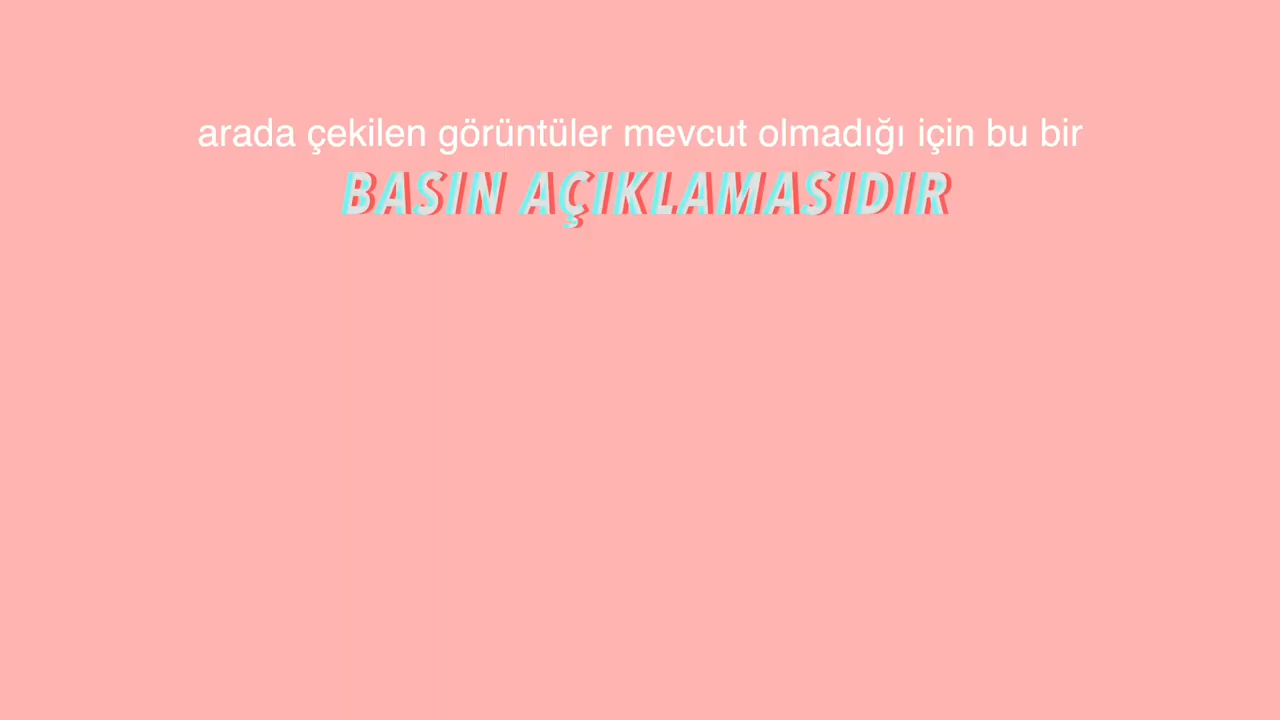 arada çekilen görüntüler mevcut olmadığı için bu bir
BASIN AÇIKLAMASIDIR